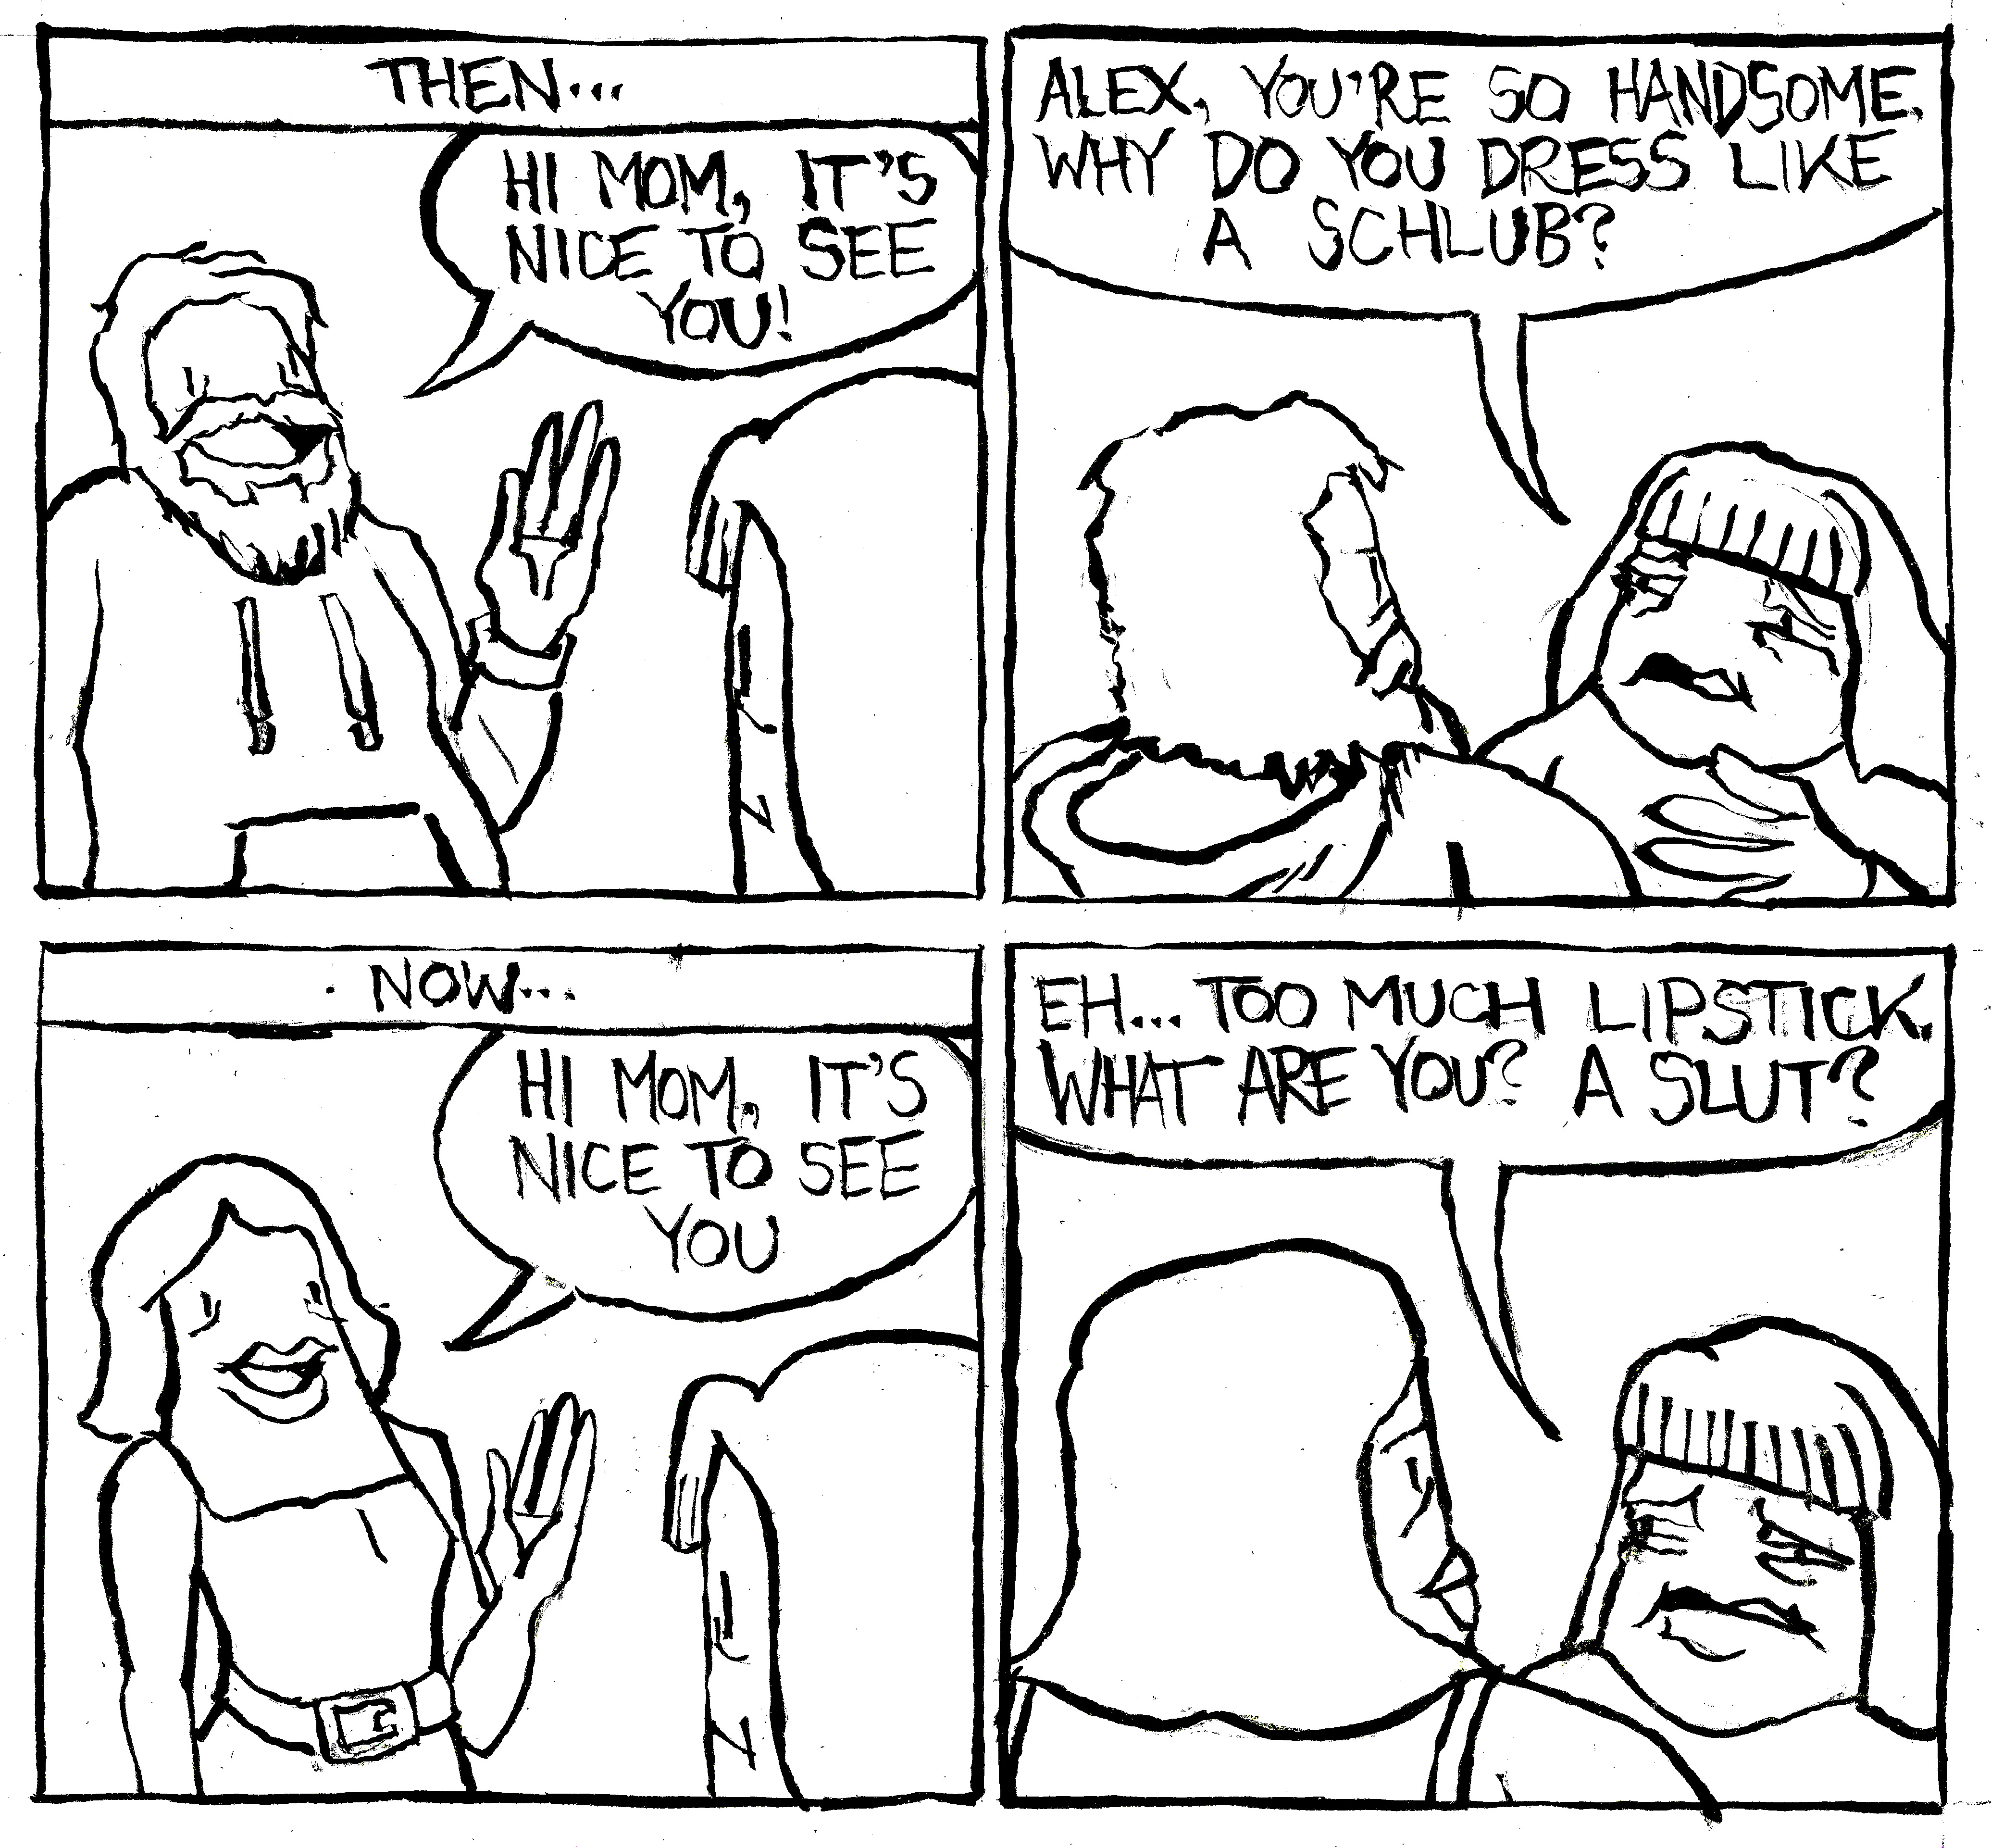 THEN...
HI MOM, IT'S
NICE TO SEE
YOU!
ALEX, YOU'RE SO HANDSOME.
WHY DO YOU DRESS LIKE
A SCHLUB?
NOW...
HI MOM, IT'S
NICE TO SEE
YOU
EH... TOO MUCH LIPSTICK.
WHAT ARE YOU? A SLUT?